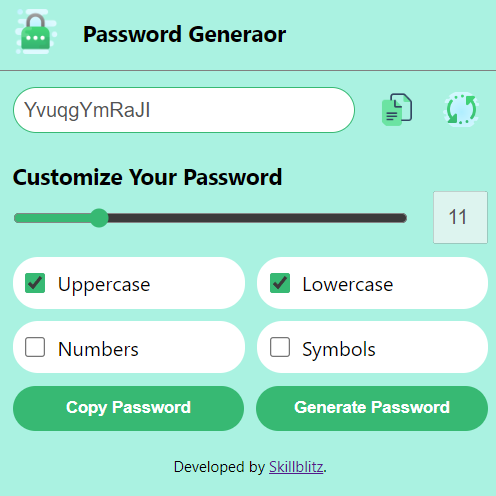 Password Generaor
YvuqgYmRaJI
Customize Your Password
11
Uppercase
Lowercase
Numbers
Symbols
Copy Password
Generate Password
Developed by Skillblitz.